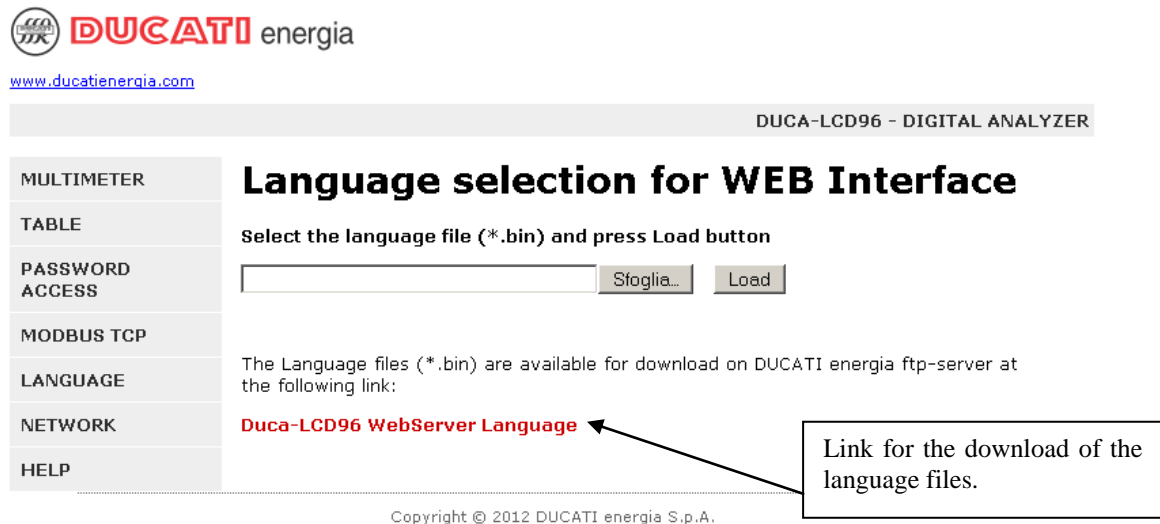 DUCATI energia
www.ducatienergia.com
DUCA-LCD96 - DIGITAL ANALYZER
MULTIMETER
TABLE
PASSWORD
ACCESS
MODBUS TCP
LANGUAGE
NETWORK
HELP
Language selection for WEB Interface
Select the language file (*.bin) and press Load button
Sfoglia... Load
The Language files (*.bin) are available for download on DUCATI energia ftp-server at
the following link:
Duca-LCD96 WebServer Language
Link for the download of the
language files.
Copyright © 2012 DUCATI energia S.p.A.